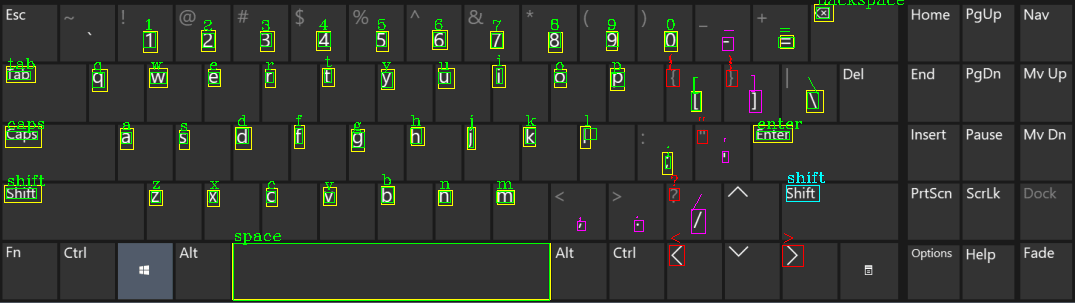 backspace
Esc ~ ` ! 1 1 @ 2 2 # 3 3 $ 4 4 % 5 5 ^ 6 6 & 7 7 * 8 8 ( 9 9 ) 0 0 _ - - + = = ⌫ Home PgUp Nav
tab q w e r t y u i o p { } \
Tab q w e r t y u i o p { [ [ } ] ] | \ Del End PgDn Mv Up
caps a s d f g h j k l " enter
Caps a s d f g h j k l : ; ; " ' ' Enter Insert Pause Mv Dn
shift z x c v b n m ? / shift
Shift z x c v b n m < , , > . . ? / ^ Shift PrtScn ScrLk Dock
space < >
Fn Ctrl Alt Alt Ctrl < > Options Help Fade